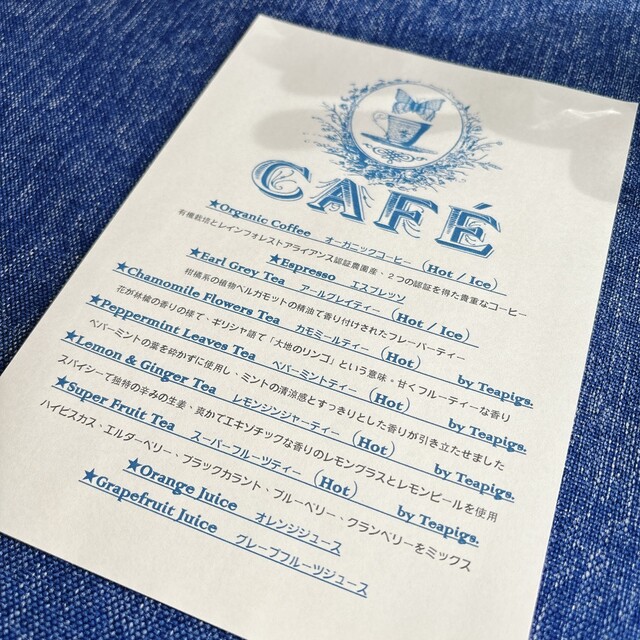 CAFÉ
★Organic Coffee オーガニックコーヒー (Hot / Ice)
有機栽培とレインフォレストアライアンス認証農園産・2つの認証を得た貴重なコーヒー
★Espresso エスプレッソ
★Earl Grey Tea アールグレイティー (Hot / Ice)
柑橘系の植物ベルガモットの精油で香り付けされたフレーバーティー
★Chamomile Flowers Tea カモミールティー (Hot) by Teapigs.
花が林檎の香りの様で・ギリシャ語で「大地のリンゴ」という意味・甘くフルーティーな香り
★Peppermint Leaves Tea ペパーミントティー (Hot) by Teapigs.
ペパーミントの葉を砕かずに使用し・ミントの清涼感とすっきりとした香りが引き立たせました
★Lemon & Ginger Tea レモンジンジャーティー (Hot) by Teapigs.
スパイシーで独特の辛みの生姜・爽かでエキゾチックな香りのレモングラスとレモンピールを使用
★Super Fruit Tea スーパーフルーツティー (Hot) by Teapigs.
ハイビスカス・エルダーベリー・ブラックカラント・ブルーベリー・クランベリーをミックス
★Orange Juice オレンジジュース
★Grapefruit Juice グレープフルーツジュース